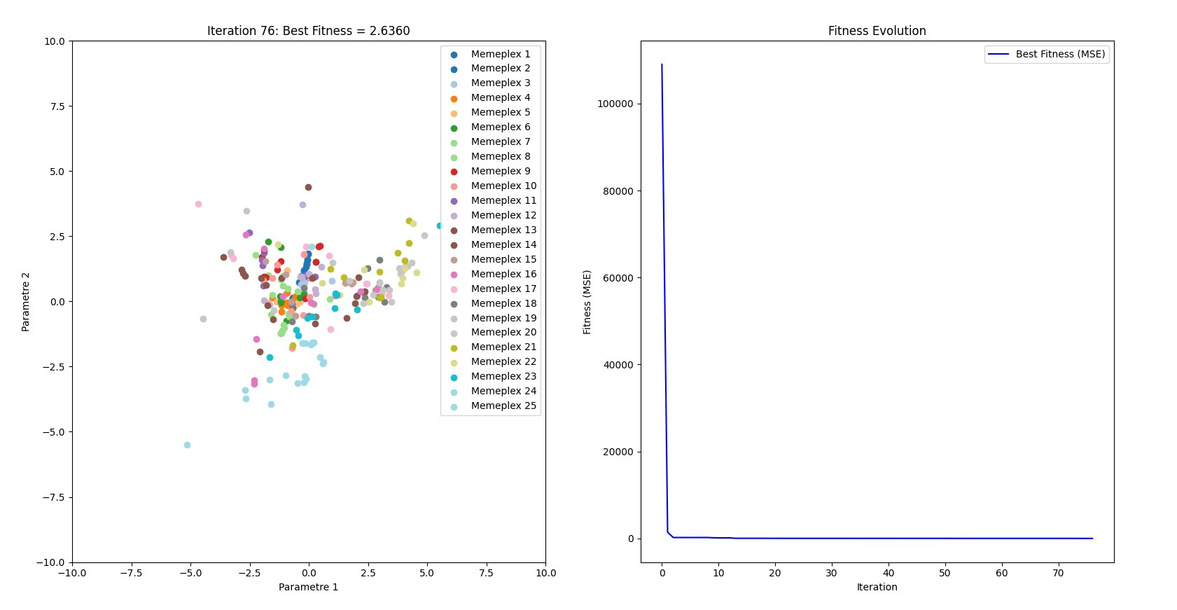 Iteration 76: Best Fitness = 2.6360
10.0
7.5
5.0
2.5
0.0
−2.5
−5.0
−7.5
−10.0
Parametre 2
−10.0 −7.5 −5.0 −2.5 0.0 2.5 5.0 7.5 10.0
Parametre 1
Memeplex 1
Memeplex 2
Memeplex 3
Memeplex 4
Memeplex 5
Memeplex 6
Memeplex 7
Memeplex 8
Memeplex 9
Memeplex 10
Memeplex 11
Memeplex 12
Memeplex 13
Memeplex 14
Memeplex 15
Memeplex 16
Memeplex 17
Memeplex 18
Memeplex 19
Memeplex 20
Memeplex 21
Memeplex 22
Memeplex 23
Memeplex 24
Memeplex 25
Fitness Evolution
Best Fitness (MSE)
100000
80000
60000
40000
20000
0
Fitness (MSE)
0 10 20 30 40 50 60 70
Iteration